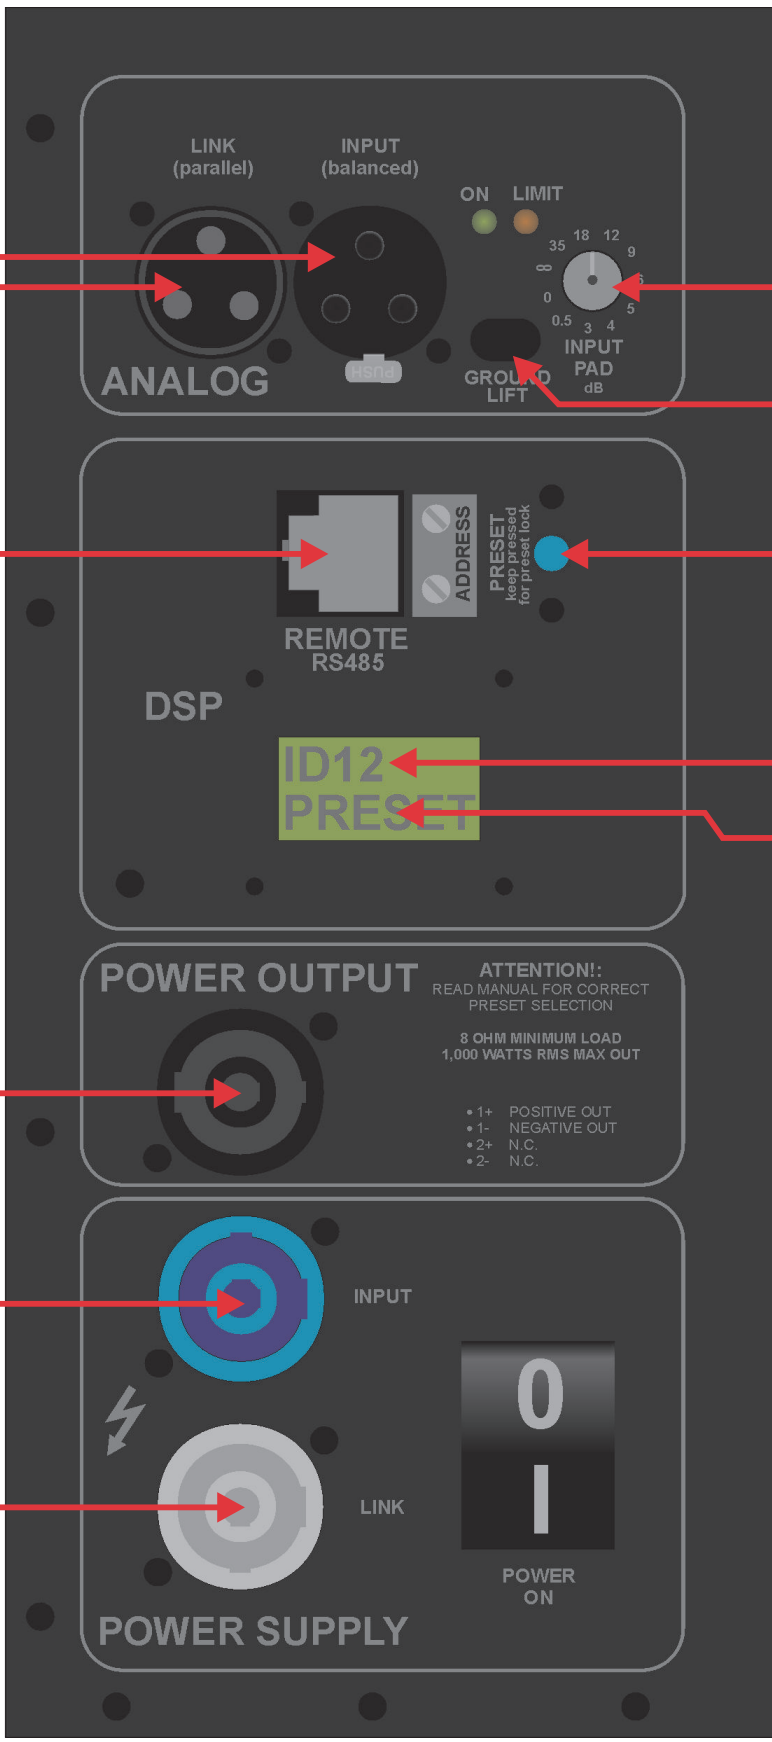 LINK
(parallel)
INPUT
(balanced)
ON LIMIT
18 12
35 9
∞ 6
0 5
0.5 3 4
INPUT
PAD
dB
PUSH
GROUND
LIFT
ANALOG
ADDRESS
PRESET
keep pressed
for preset lock
REMOTE
RS485
DSP
ID12
PRESET
POWER OUTPUT
ATTENTION!:
READ MANUAL FOR CORRECT
PRESET SELECTION
8 OHM MINIMUM LOAD
1,000 WATTS RMS MAX OUT
• 1+ POSITIVE OUT
• 1- NEGATIVE OUT
• 2+ N.C.
• 2- N.C.
INPUT
0
I
LINK
POWER
ON
POWER SUPPLY